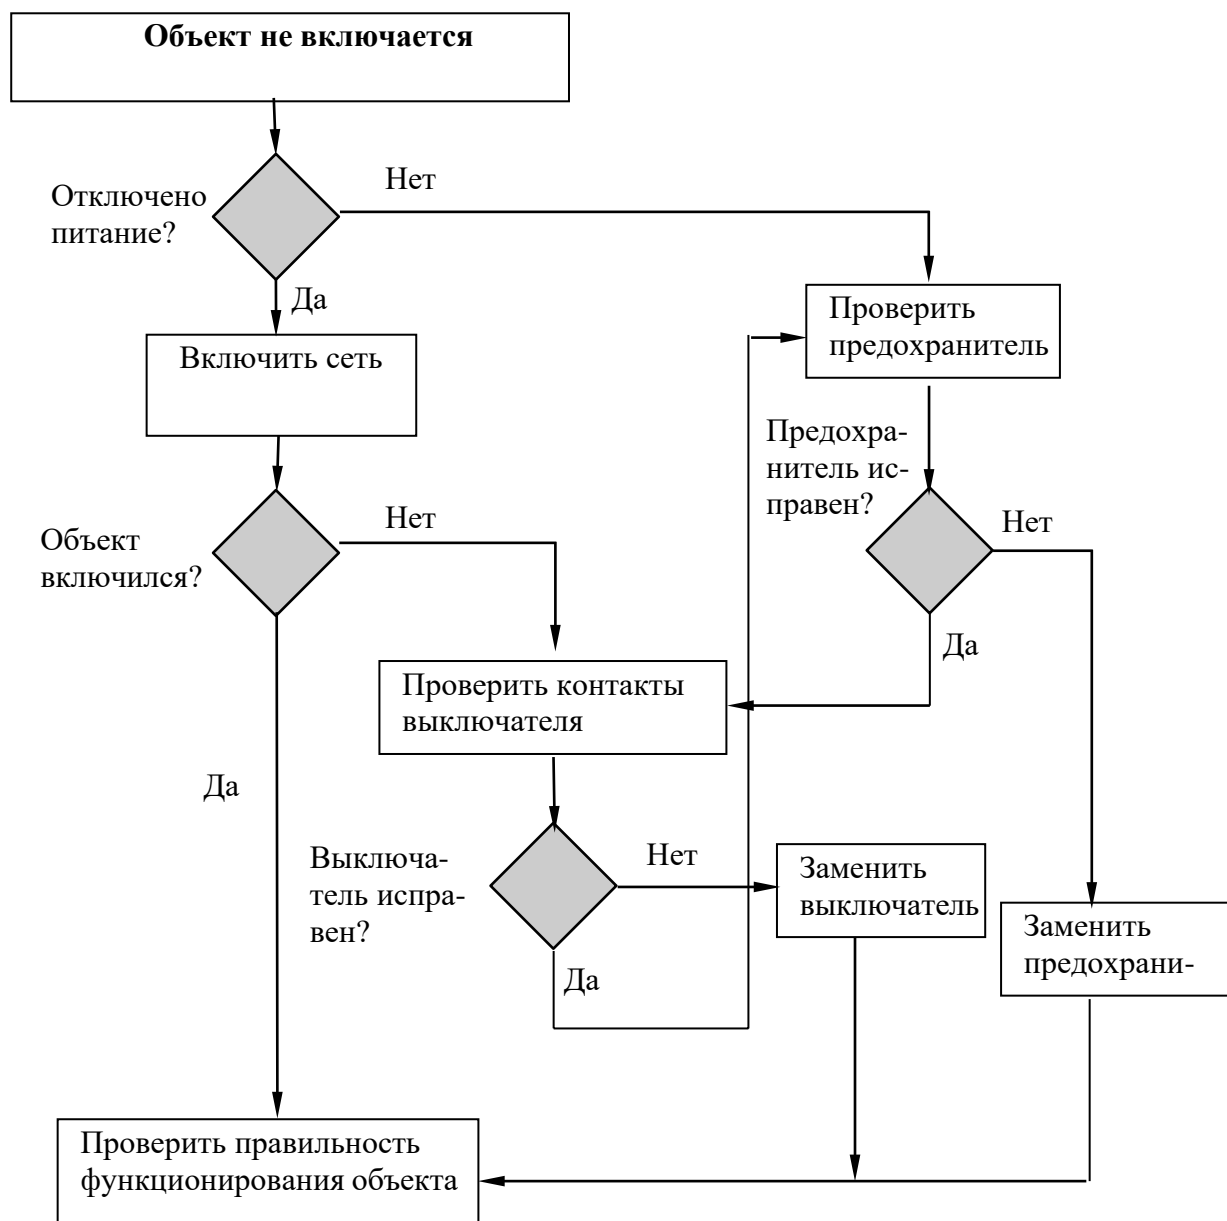 Объект не включается
Отключено
питание?
Нет
Да
Включить сеть
Проверить
предохранитель
Предохра-
нитель ис-
правен?
Объект
включился?
Нет
Нет
Да
Проверить контакты
выключателя
Да
Выключа-
тель испра-
вен?
Нет
Заменить
выключатель
Заменить
предохрани-
Да
Проверить правильность
функционирования объекта